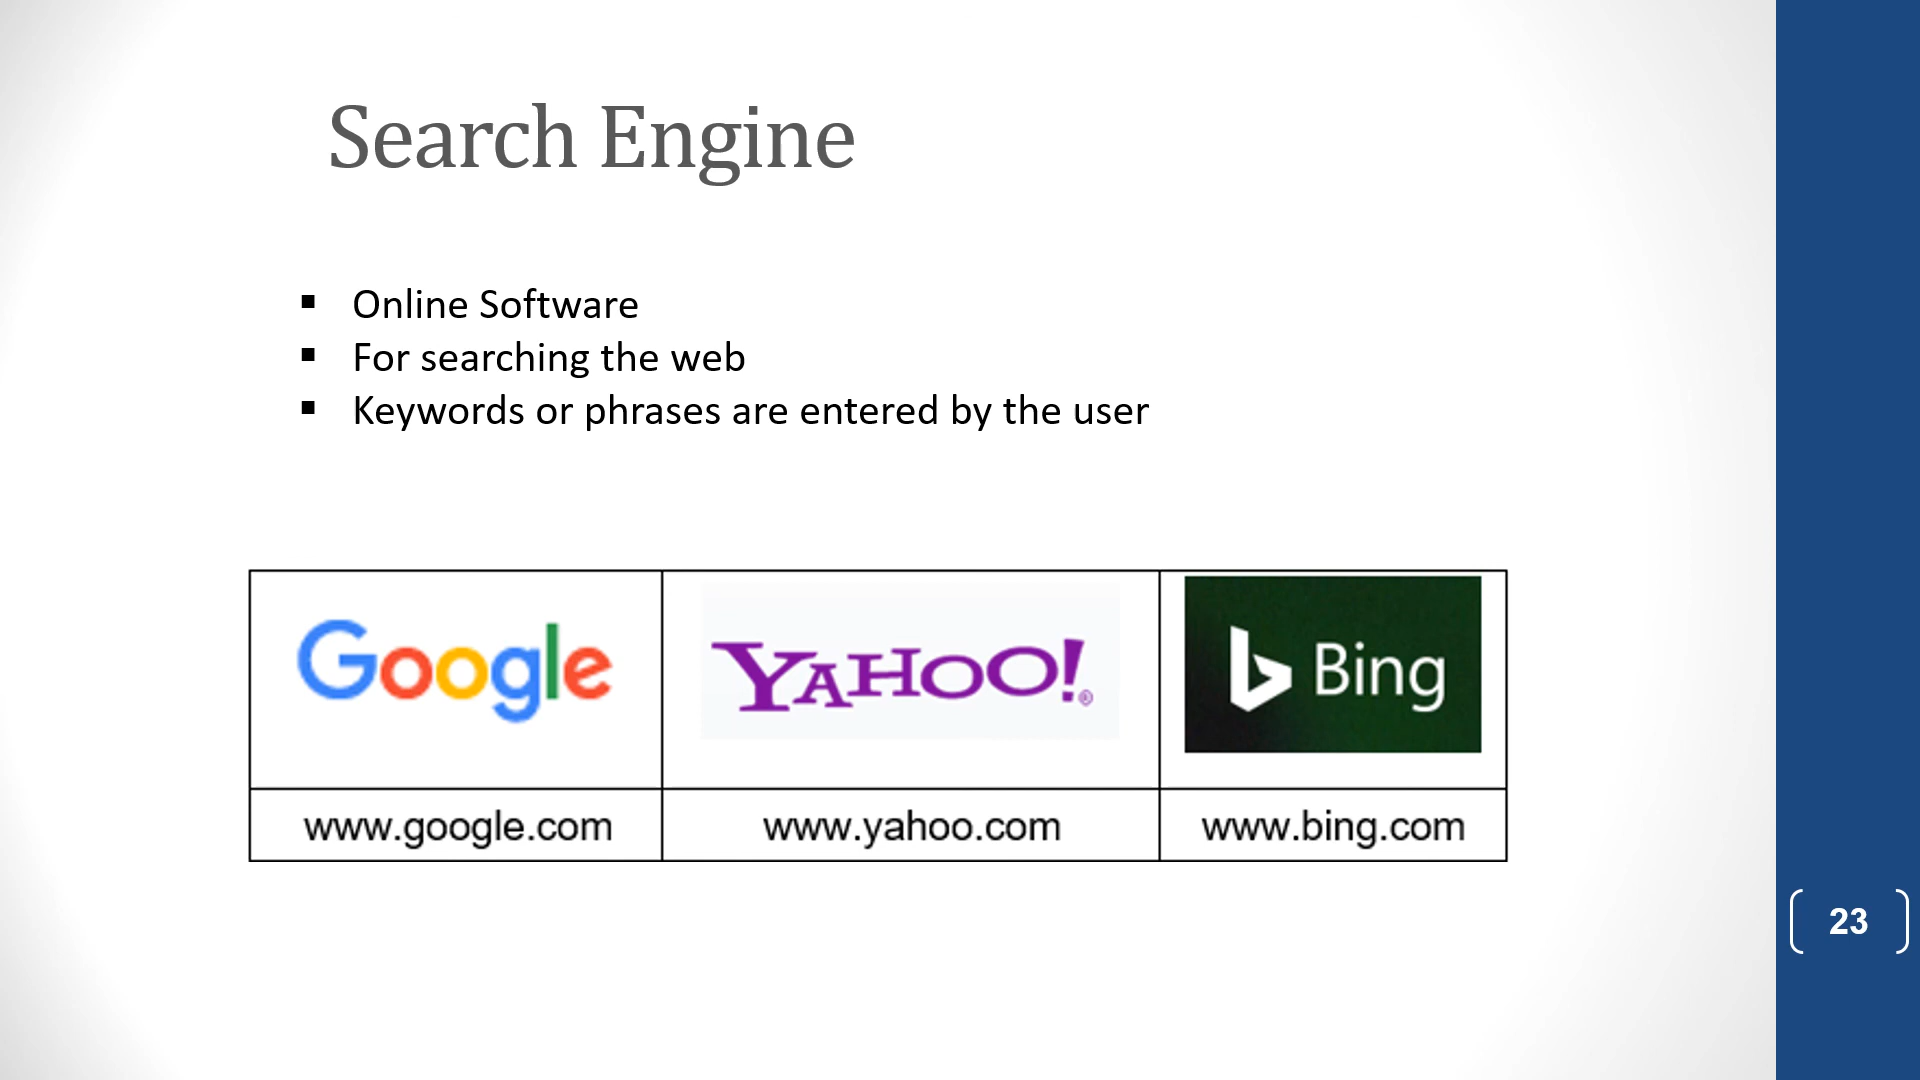 Search Engine
▪ Online Software
▪ For searching the web
▪ Keywords or phrases are entered by the user
Google YAHOO!® Bing
www.google.com www.yahoo.com www.bing.com
23